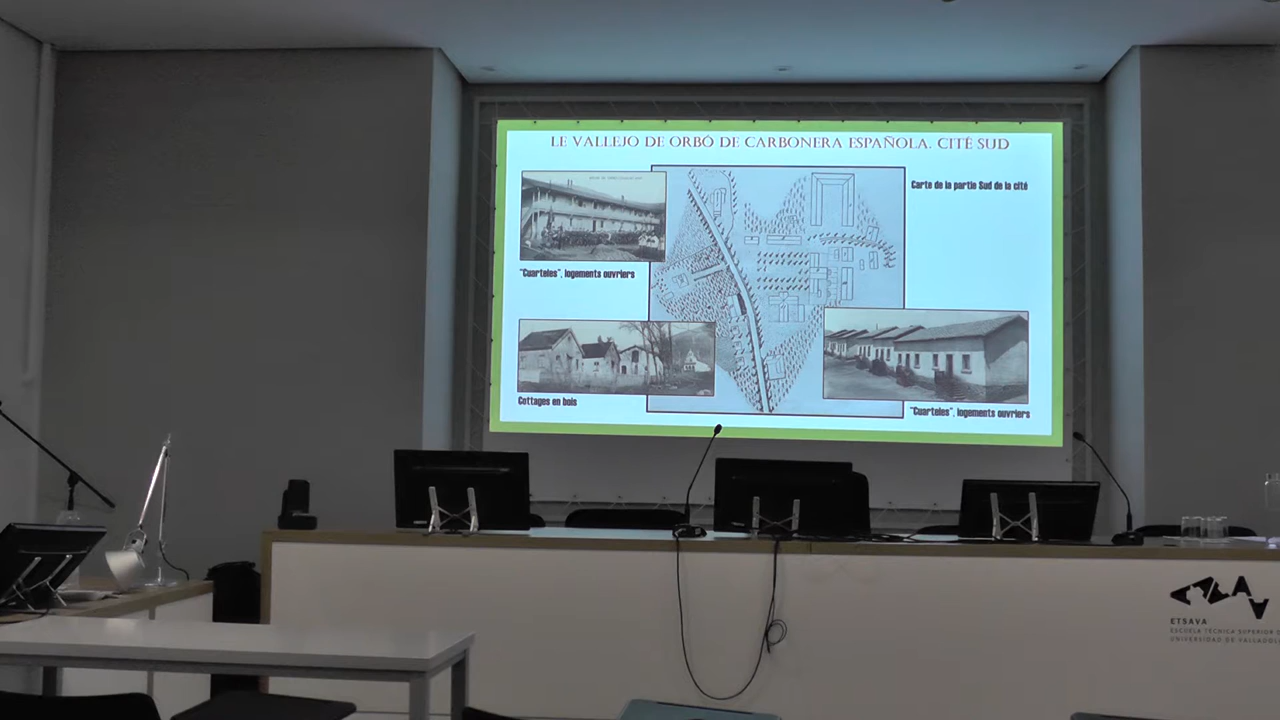 LE VALLEJO DE ORBÓ DE CARBONERA ESPAÑOLA. CITÉ SUD
Carte de la partie Sud de la cité
"Cuarteles", logements ouvriers
Cottages en bois
"Cuarteles", logements ouvriers
ETSAVA
ESCUELA TÉCNICA SUPERIOR
UNIVERSIDAD DE